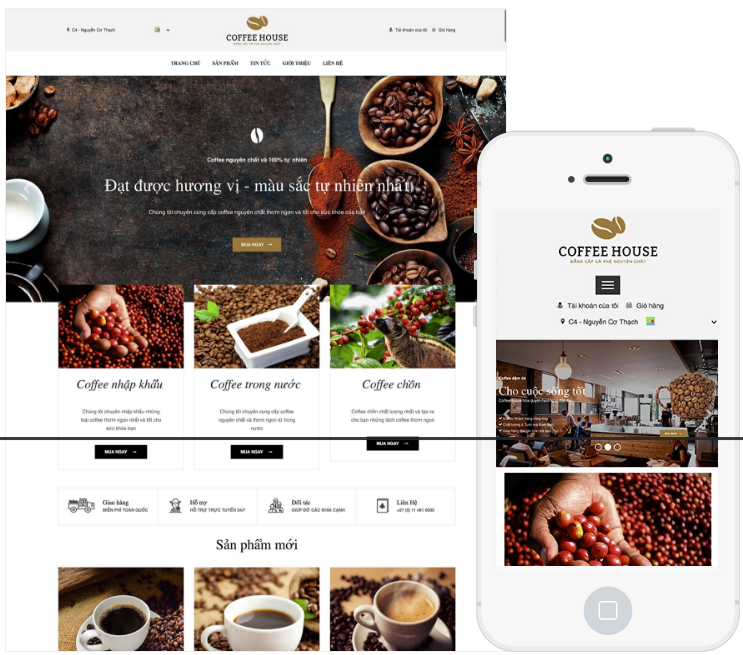 C4 - Nguyễn Cơ Thạch
COFFEE HOUSE
ĐẲNG CẤP CÀ PHÊ NGUYÊN CHẤT
Tài khoản của tôi
Giỏ hàng
TRANG CHỦ
SẢN PHẨM
TIN TỨC
GIỚI THIỆU
LIÊN HỆ
Coffee nguyên chất và 100% tự nhiên
Đạt được hương vị - màu sắc tự nhiên nhất
Chúng tôi chuyên cung cấp coffee nguyên chất thơm ngon và tốt cho sức khỏe của bạn
MUA NGAY →
Coffee nhập khẩu
Chúng tôi chuyên nhập khẩu những
loại coffee thơm ngon nhất và tốt cho
sức khỏe bạn
MUA NGAY →
Coffee trong nước
Chúng tôi chuyên cung cấp coffee
nguyên chất thơm ngon từ trong
nước
MUA NGAY →
Coffee chồn
Coffee chồn chất lượng nhất và tạo ra
cho bạn những tách coffee thơm ngon
MUA NGAY →
Giao hàng
MIỄN PHÍ TOÀN QUỐC
Hỗ trợ
HỖ TRỢ TRỰC TUYẾN 24/7
Đối tác
GIÚP ĐỠ CÁC KHÍA CẠNH
Liên Hệ
Sản phẩm mới
COFFEE HOUSE
ĐẲNG CẤP CÀ PHÊ NGUYÊN CHẤT
Tài khoản của tôi
Giỏ hàng
C4 - Nguyễn Cơ Thạch
Coffee đậm đà
Cho cuộc sống tốt
MUA NGAY →